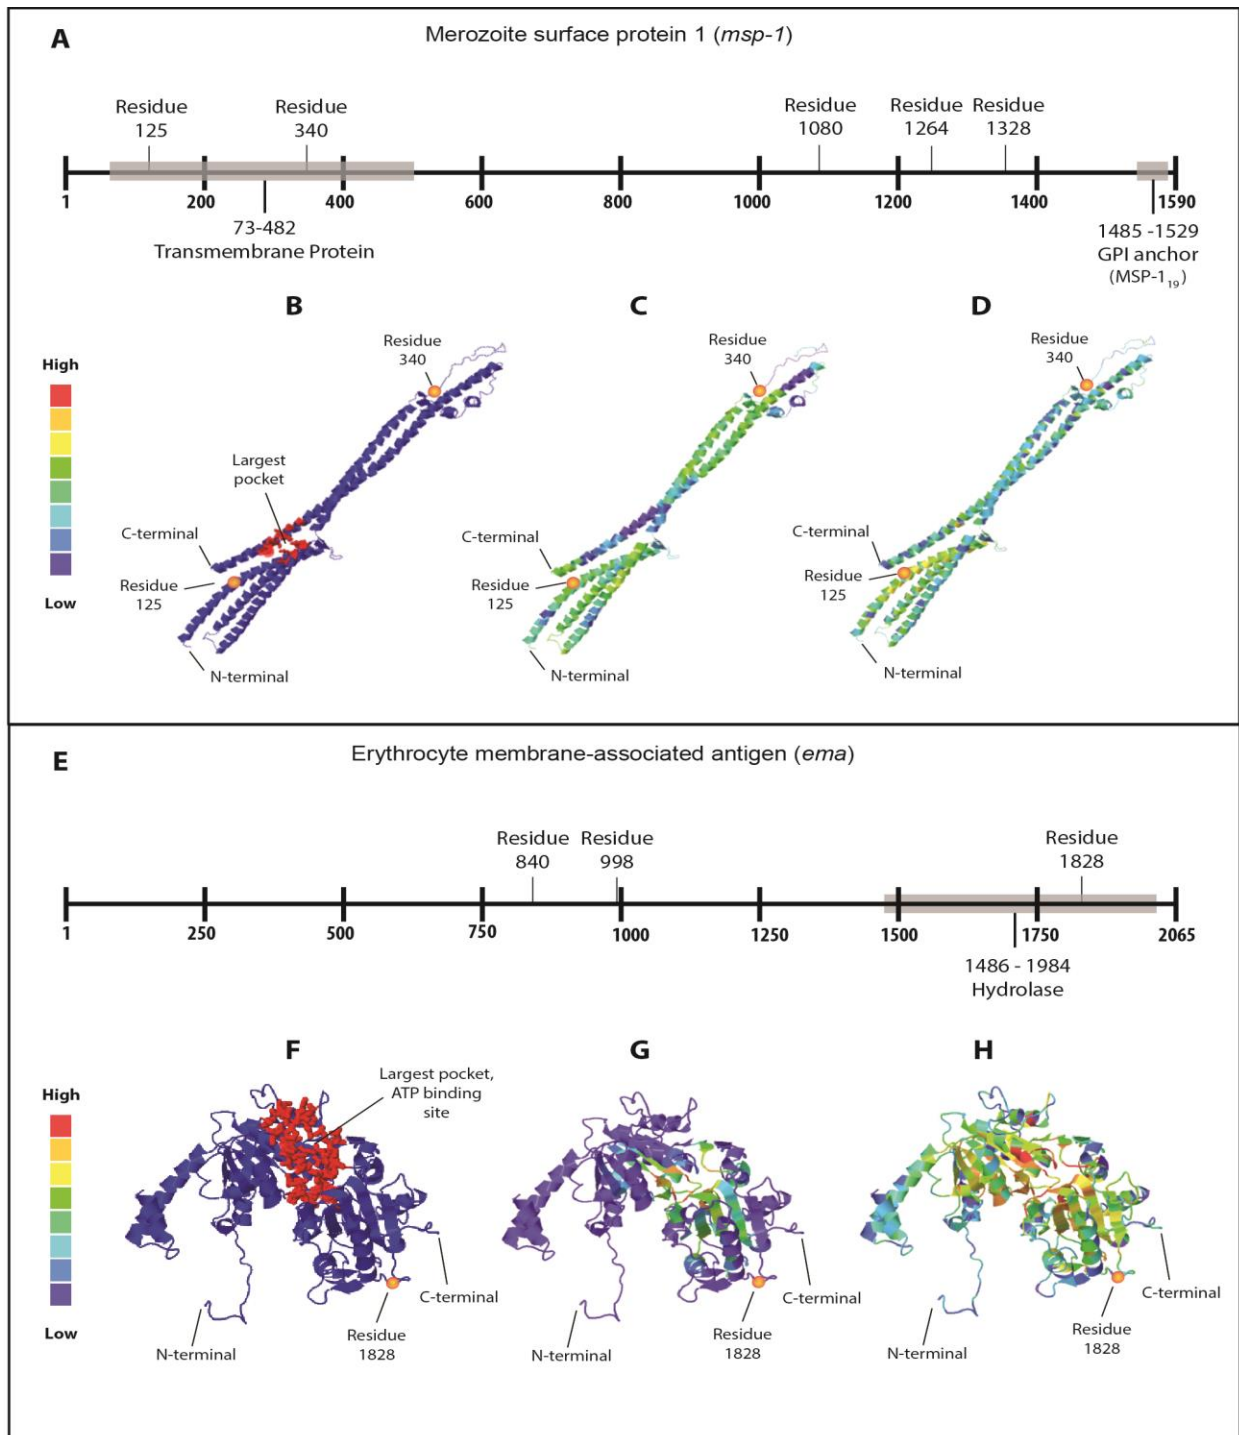 A
Merozoite surface protein 1 (msp-1)
Residue
125
Residue
340
Residue
1080
Residue
1264
Residue
1328
1
200
400
600
800
1000
1200
1400
1590
73-482
Transmembrane Protein
1485 -1529
GPI anchor
(MSP-1₁₉)
B
C
D
High
Low
Residue
340
Largest
pocket
C-terminal
Residue
125
N-terminal
Residue
340
C-terminal
Residue
125
N-terminal
Residue
340
C-terminal
Residue
125
N-terminal
E
Erythrocyte membrane-associated antigen (ema)
Residue
840
Residue
998
Residue
1828
1
250
500
750
1000
1250
1500
1750
2065
1486 - 1984
Hydrolase
F
G
H
High
Low
Largest pocket,
ATP binding
site
C-terminal
N-terminal
Residue
1828
C-terminal
N-terminal
Residue
1828
C-terminal
N-terminal
Residue
1828